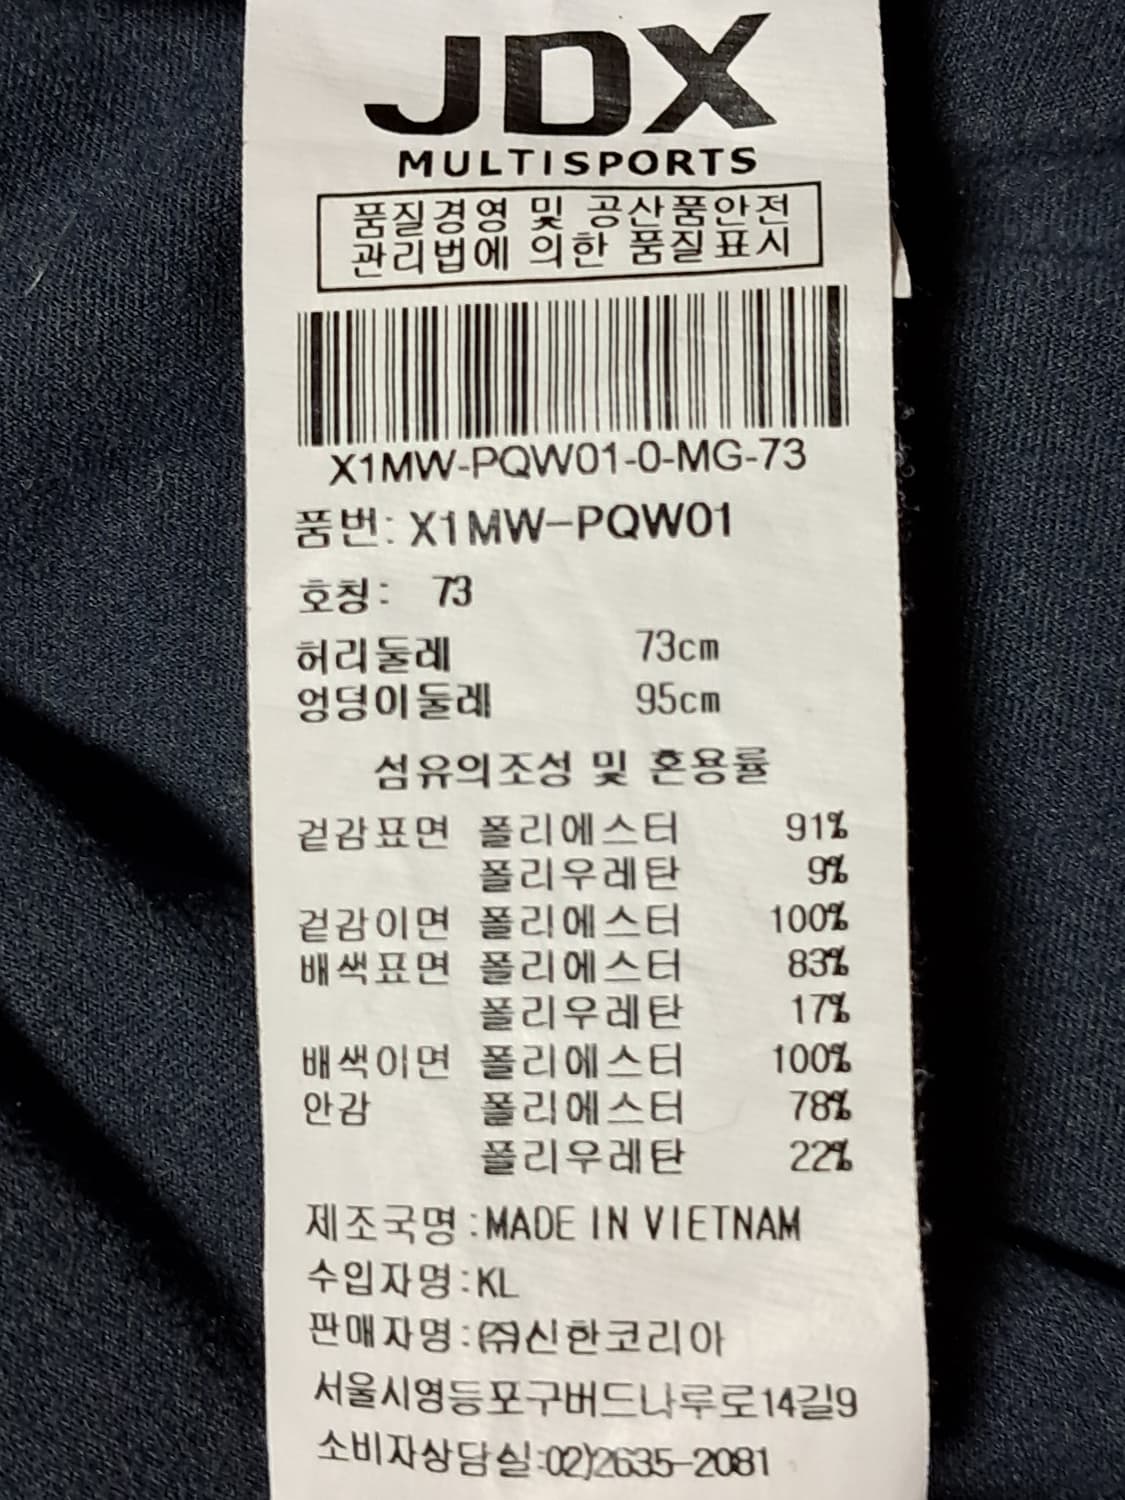 JDX
MULTISPORTS
품질경영 및 공산품안전
관리법에 의한 품질표시
X1MW-PQW01-0-MG-73
품번: X1MW-PQW01
호칭: 73
허리둘레 73cm
엉덩이둘레 95cm
섬유의조성 및 혼용률
겉감표면 폴리에스터 91%
폴리우레탄 9%
겉감이면 폴리에스터 100%
배색표면 폴리에스터 83%
폴리우레탄 17%
배색이면 폴리에스터 100%
안감 폴리에스터 78%
폴리우레탄 22%
제조국명:MADE IN VIETNAM
수입자명:KL
판매자명:㈜신한코리아
서울시영등포구버드나루로14길9
소비자상담실:02)2635-2081